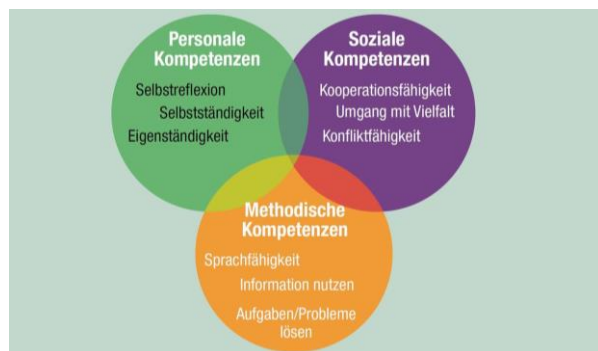 Personale
Kompetenzen
Selbstreflexion
Selbstständigkeit
Eigenständigkeit
Soziale
Kompetenzen
Kooperationsfähigkeit
Umgang mit Vielfalt
Konfliktfähigkeit
Methodische
Kompetenzen
Sprachfähigkeit
Information nutzen
Aufgaben/Probleme
lösen